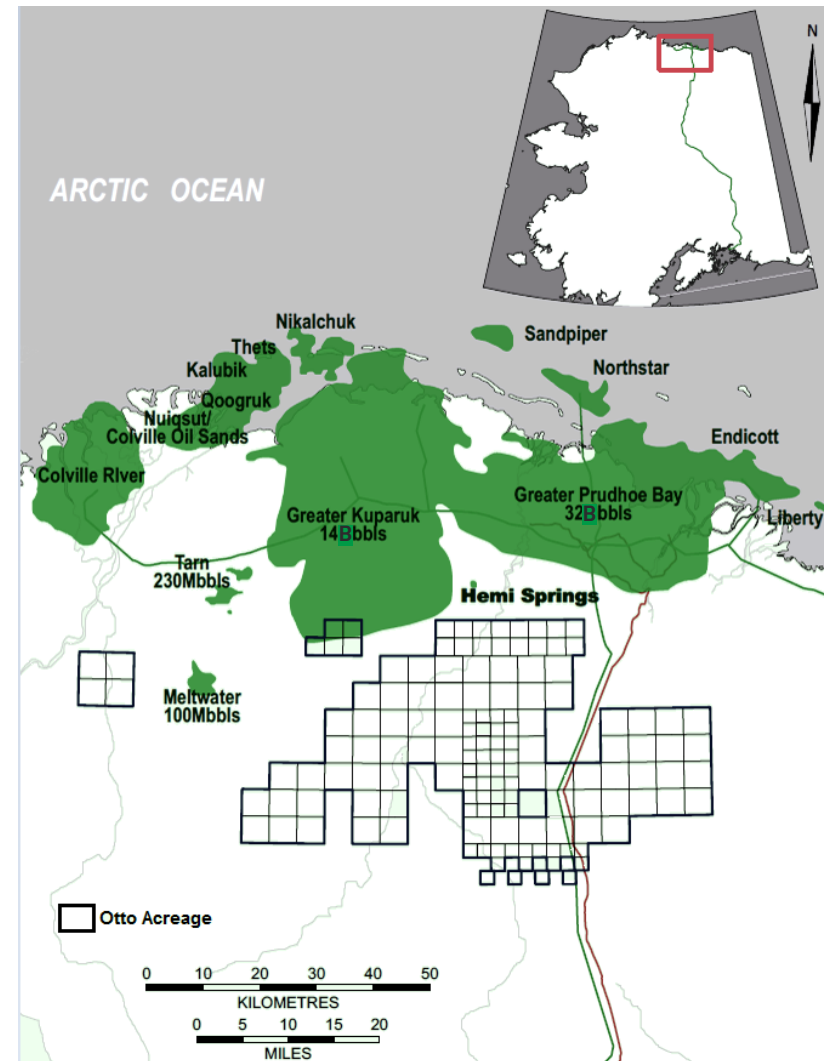 N
ARCTIC OCEAN
Nikalchuk
Thets
Sandpiper
Kalubik
Northstar
Qoogruk
Nuiqsut/
Colville Oil Sands
Endicott
Colville RIver
Greater Prudhoe Bay
32Bbbls
Greater Kuparuk
14Bbbls
Liberty
Tarn
230Mbbls
Hemi Springs
Meltwater
100Mbbls
Otto Acreage
0 10 20 30 40 50
KILOMETRES
0 5 10 15 20
MILES